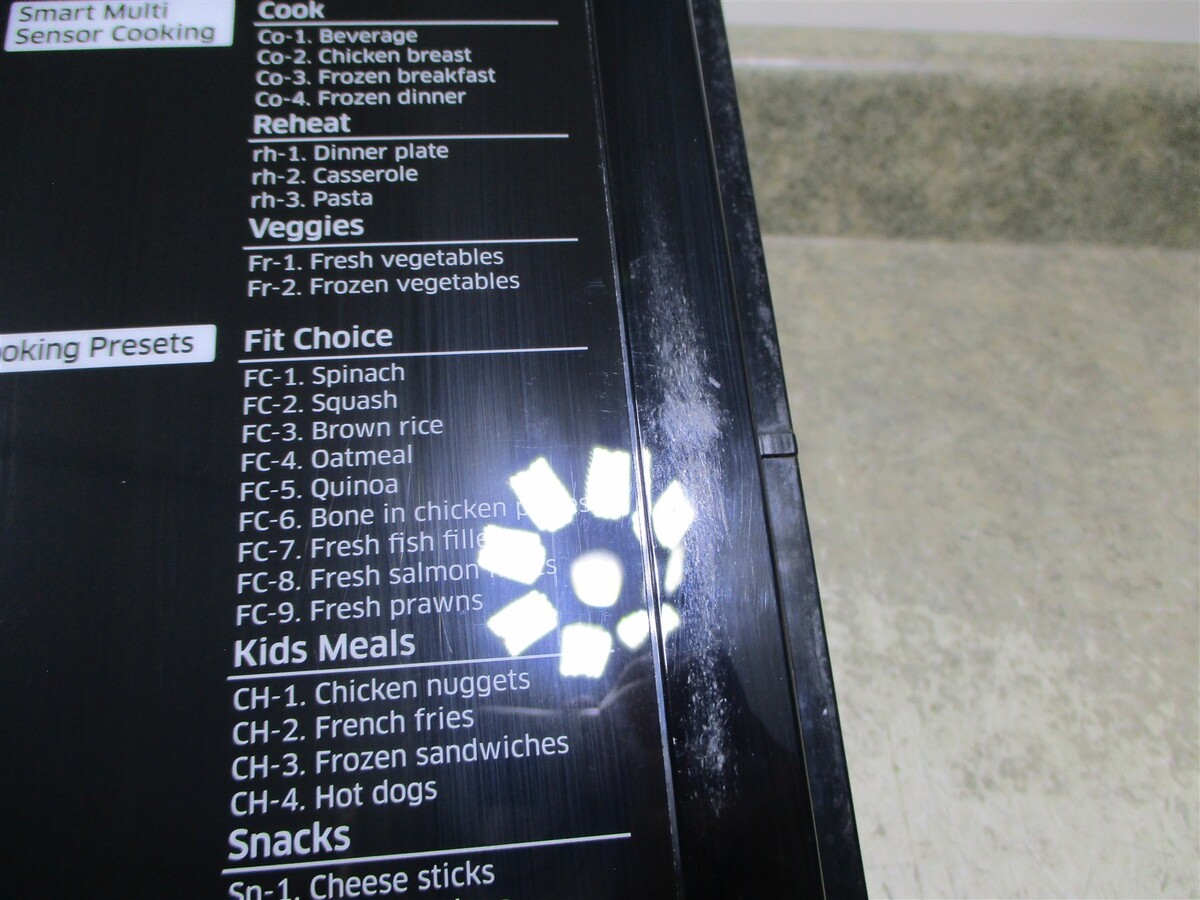 Smart Multi
Sensor Cooking
Cook
Co-1. Beverage
Co-2. Chicken breast
Co-3. Frozen breakfast
Co-4. Frozen dinner
Reheat
rh-1. Dinner plate
rh-2. Casserole
rh-3. Pasta
Veggies
Fr-1. Fresh vegetables
Fr-2. Frozen vegetables
oking Presets
Fit Choice
FC-1. Spinach
FC-2. Squash
FC-3. Brown rice
FC-4. Oatmeal
FC-5. Quinoa
FC-6. Bone in chicken
FC-7. Fresh fish
FC-8. Fresh salmon
FC-9. Fresh prawns
Kids Meals
CH-1. Chicken nuggets
CH-2. French fries
CH-3. Frozen sandwiches
CH-4. Hot dogs
Snacks
Sn-1. Cheese sticks